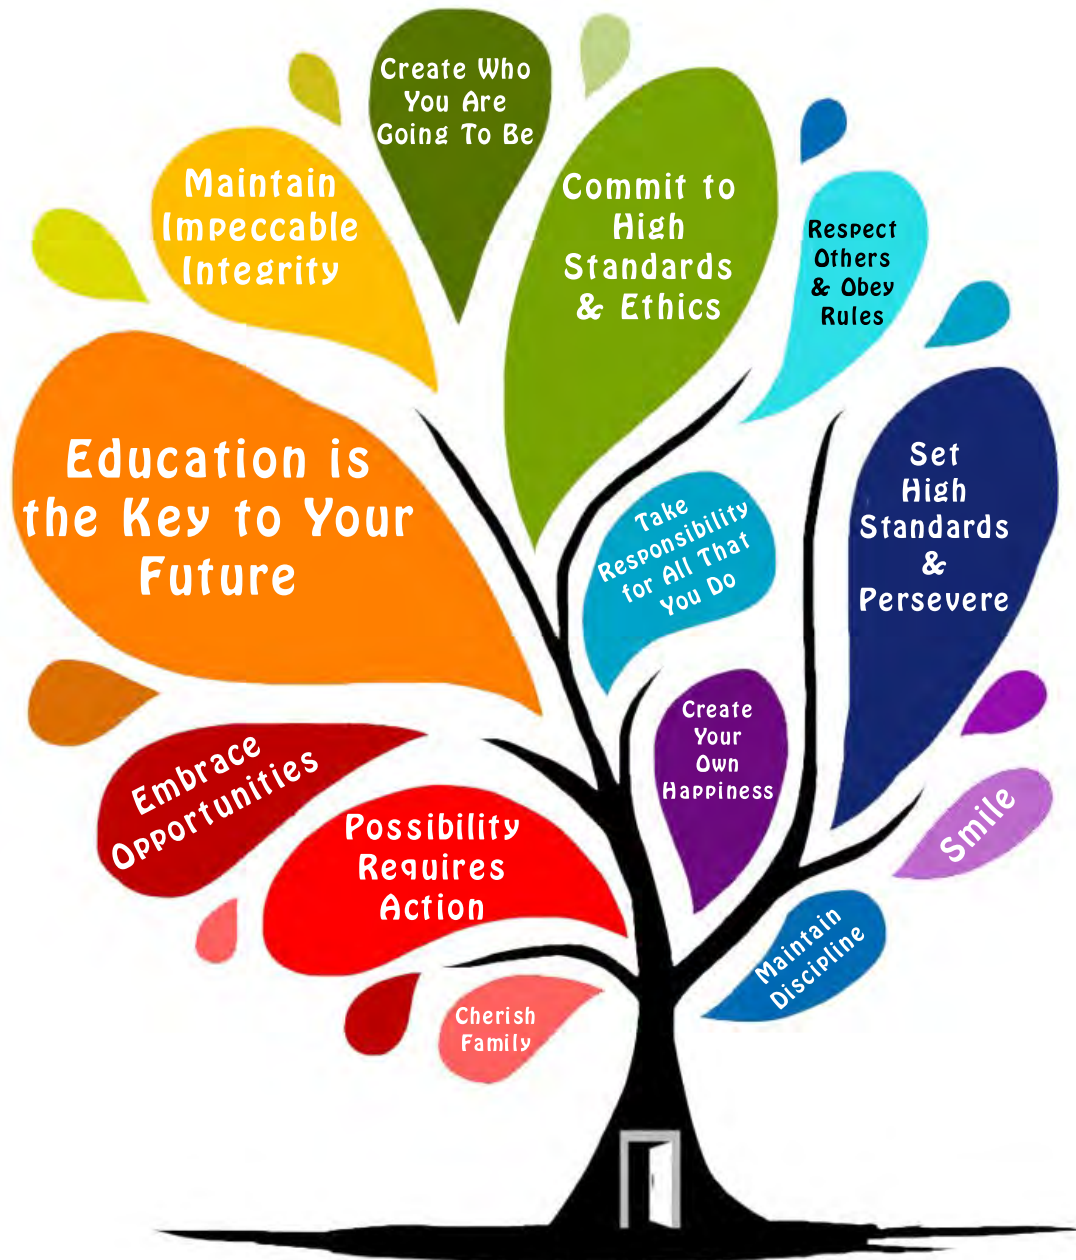 Create Who
You Are
Going To Be
Maintain
Impeccable
Integrity
Commit to
High
Standards
& Ethics
Respect
Others
& Obey
Rules
Education is
the Key to Your
Future
Set
High
Standards
&
Persevere
Take
Responsibility
for All That
You Do
Create
Your
Own
Happiness
Embrace
Opportunities
Possibility
Requires
Action
Smile
Maintain
Discipline
Cherish
Family